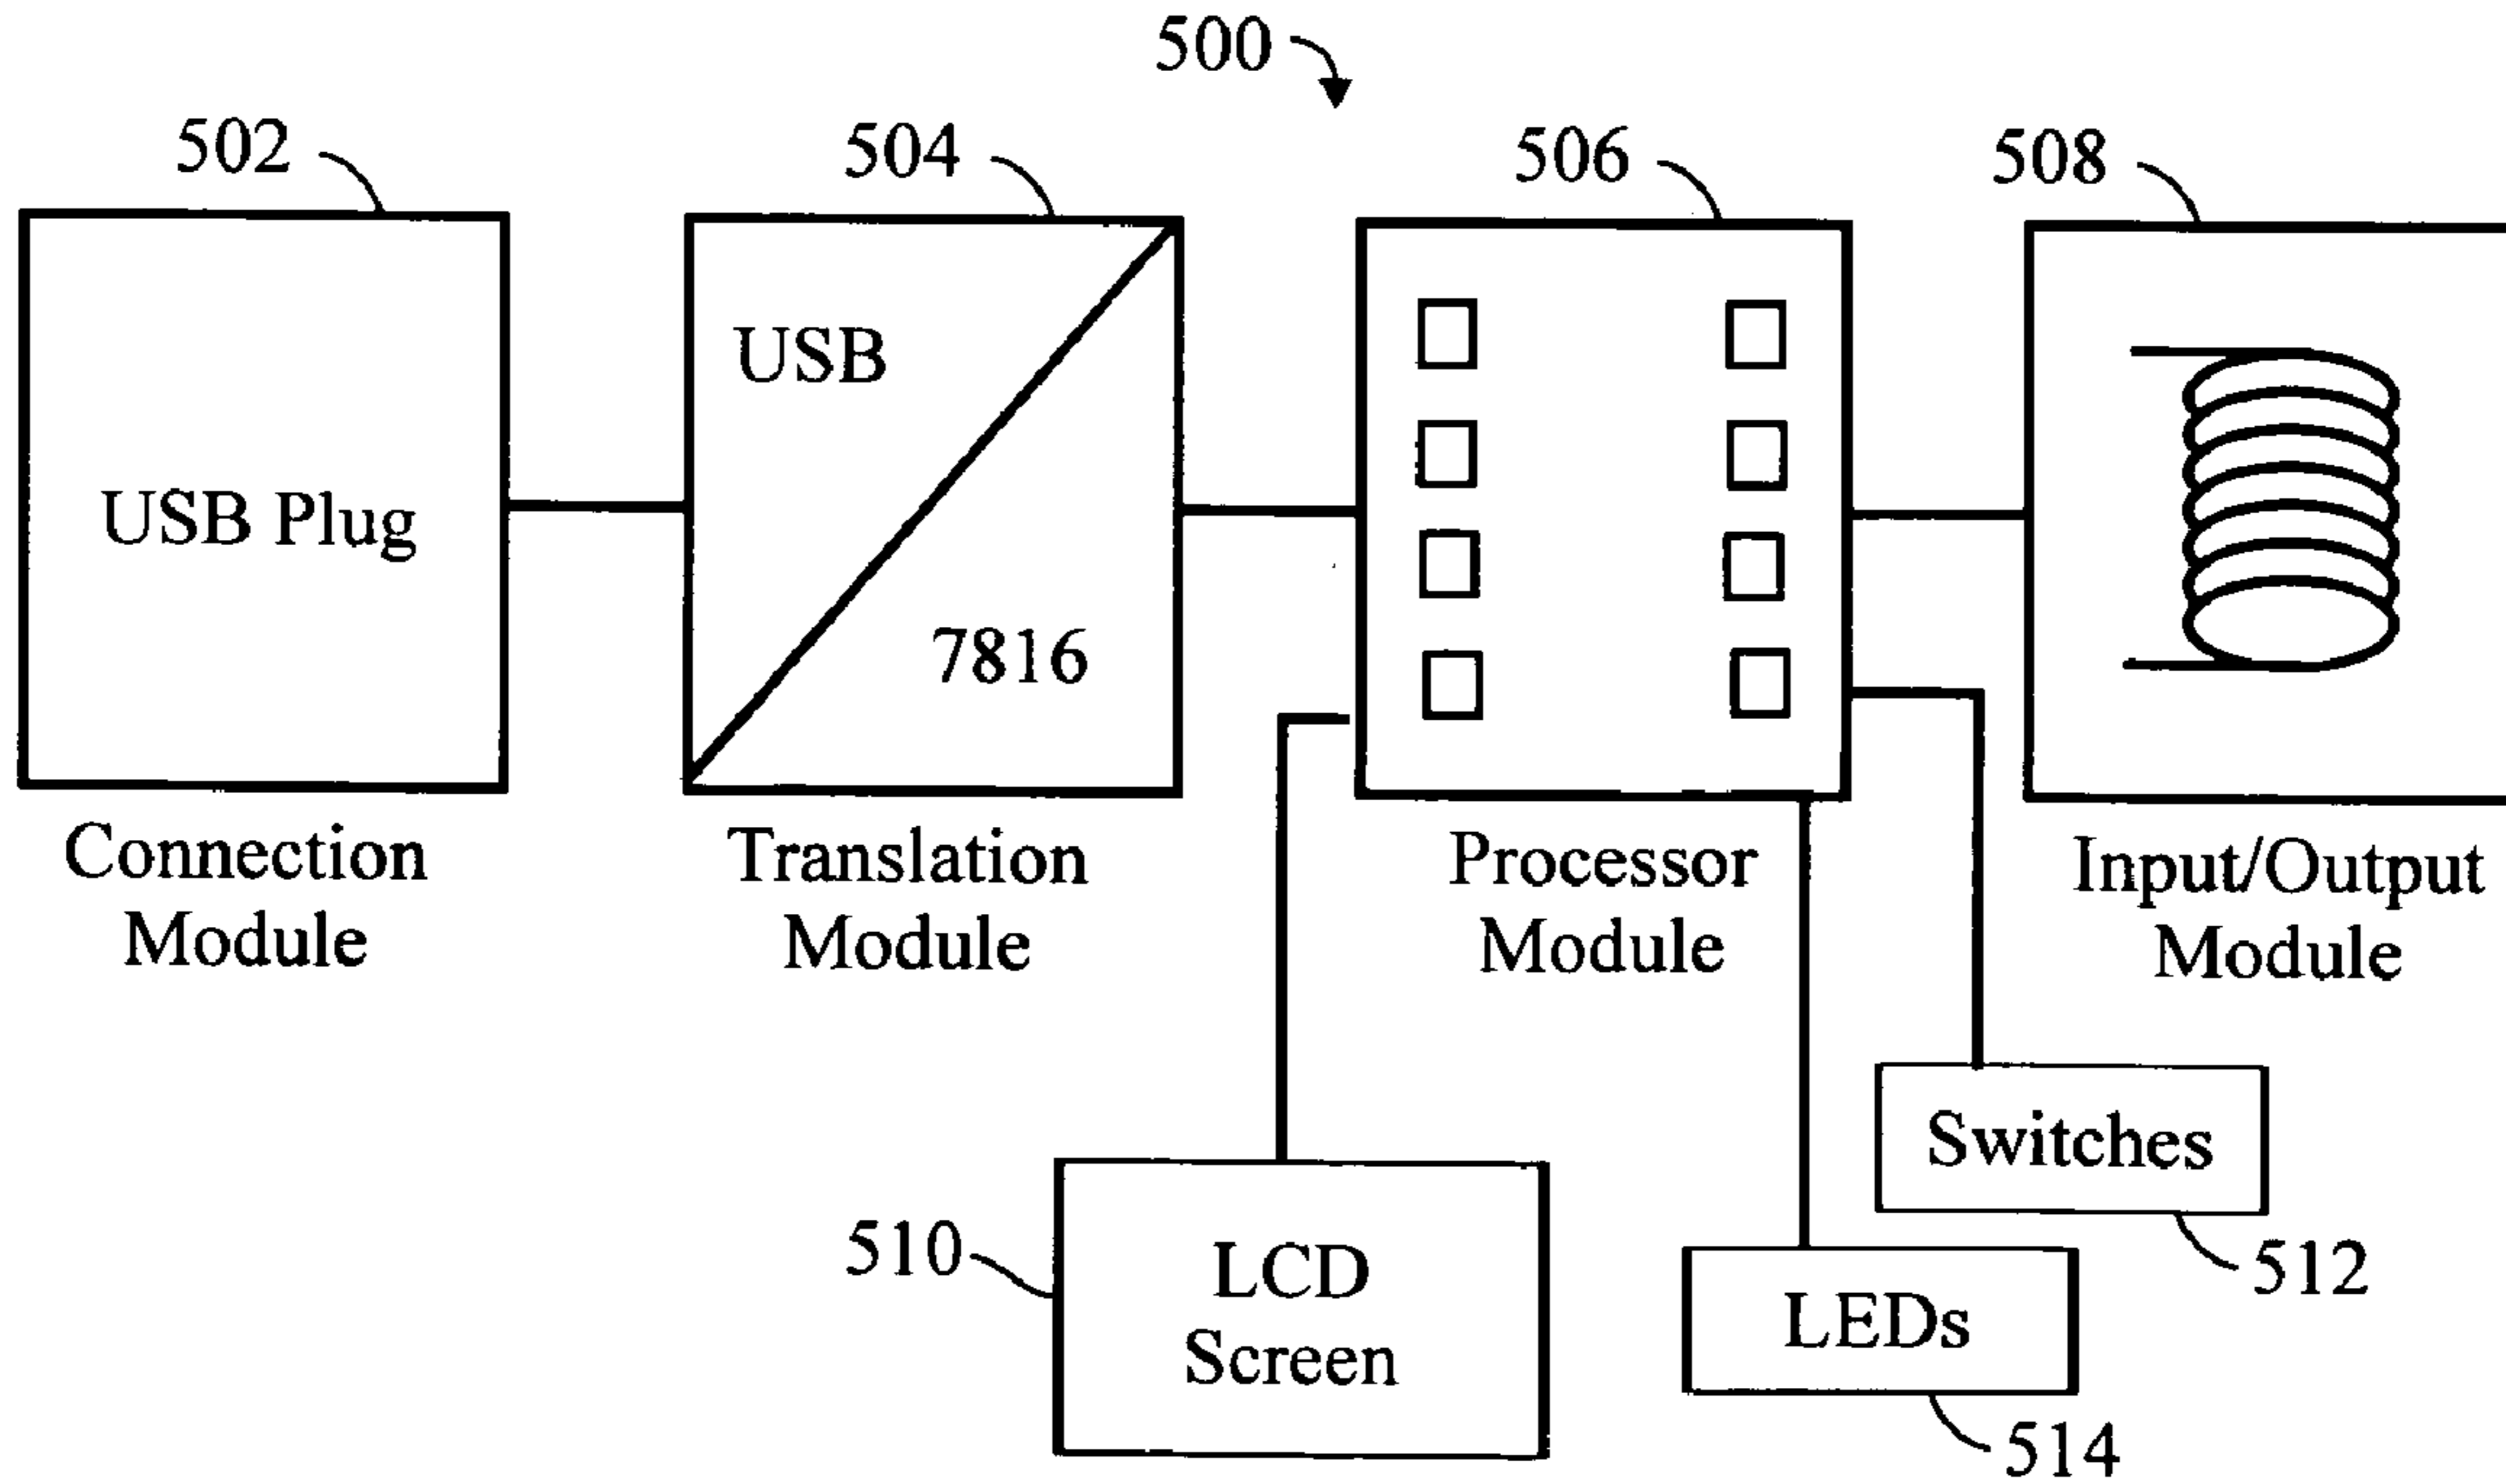 500
502
504
506
508
USB Plug
USB
7816
Connection
Module
Translation
Module
Processor
Module
Input/Output
Module
510
LCD
Screen
Switches
512
LEDs
514